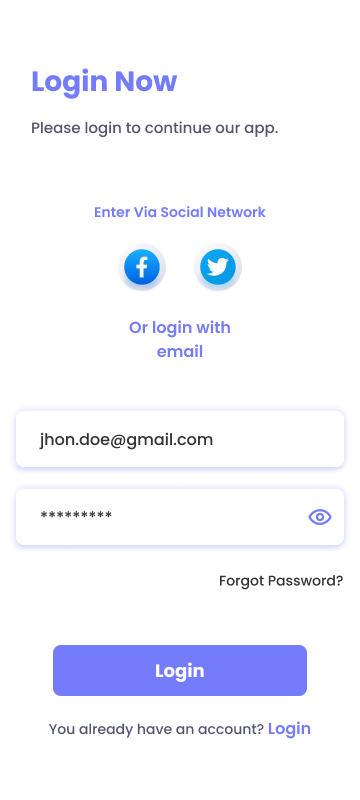 Login Now
Please login to continue our app.
Enter Via Social Network
Or login with
email
jhon.doe@gmail.com
*********
Forgot Password?
Login
You already have an account? Login